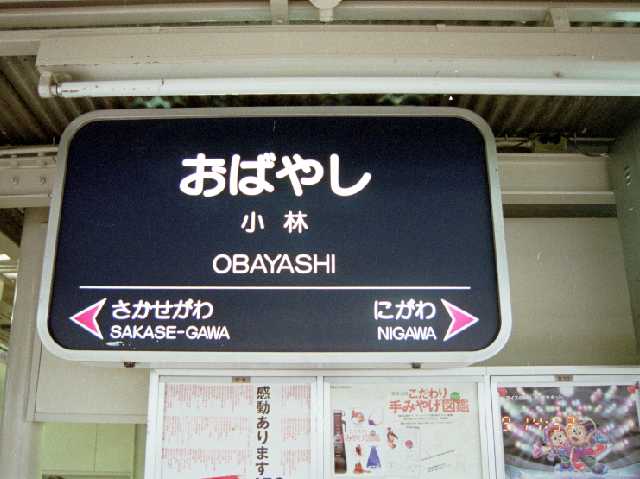 おばやし
小林
OBAYASHI
さかせがわ
SAKASE-GAWA
にがわ
NIGAWA
感動あります
こだわり
手みやげ図鑑